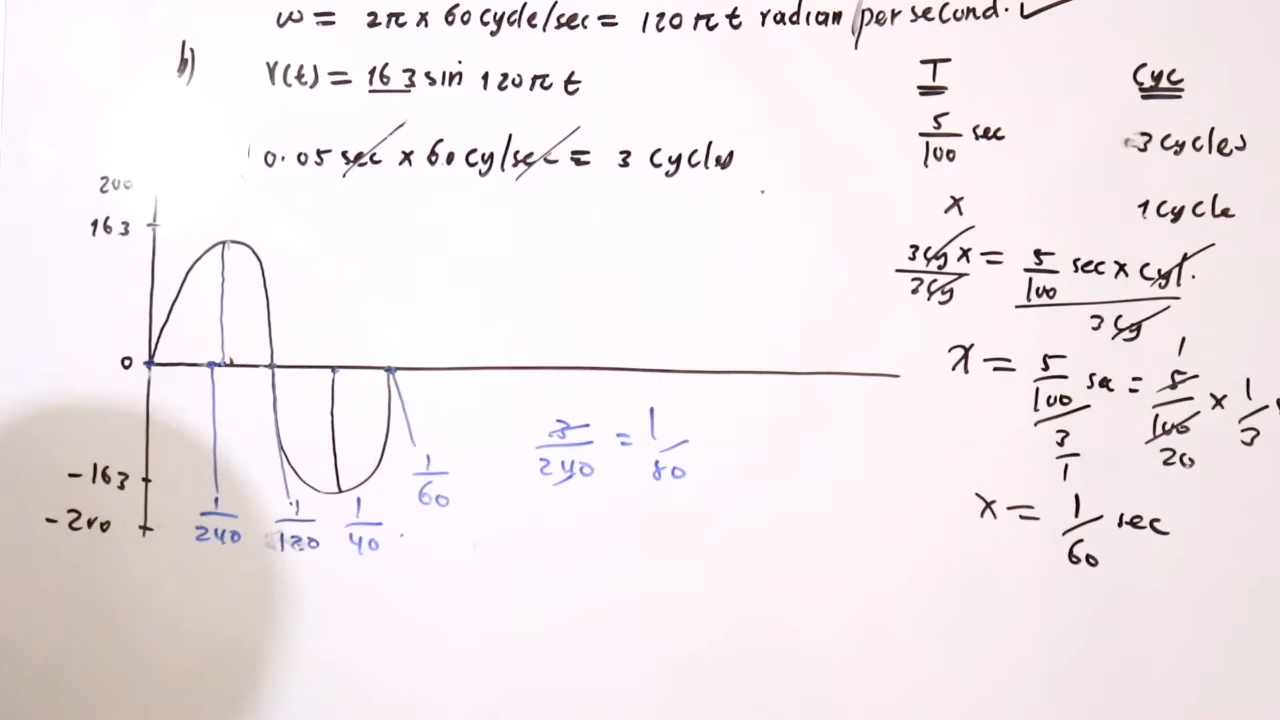 ω = 2π x 60 cycle/sec = 120 π t radian per second. ✓
b) V(t) = 163 sin 120 π t
0.05 sec x 60 cy/sec = 3 cycles
200
163
0
-163
-200
1/240 1/120 1/40 1/60
3/240 = 1/80
T Cyc
5/100 sec 3 cycles
x 1 cycle
3cy x/3cy = 5/100 sec x cyl./3cy
x = 5/100/3/1 sec = 5/100 x 1/3
1
20
x = 1/60 sec